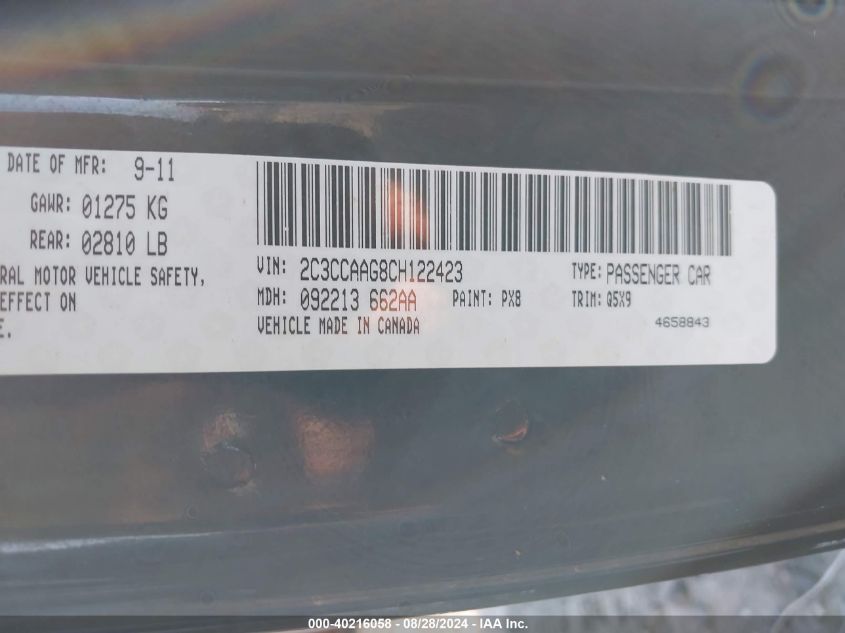 DATE OF MFR: 9-11
GAWR: 01275 KG
REAR: 02810 LB
RAL MOTOR VEHICLE SAFETY,
EFFECT ON
E.
VIN: 2C3CCAAG8CH122423
TYPE: PASSENGER CAR
MDH: 092213 662AA PAINT: PX8
TRIM: Q5X9
VEHICLE MADE IN CANADA
4658843
000-40216058 - 08/28/2024 - IAA Inc.